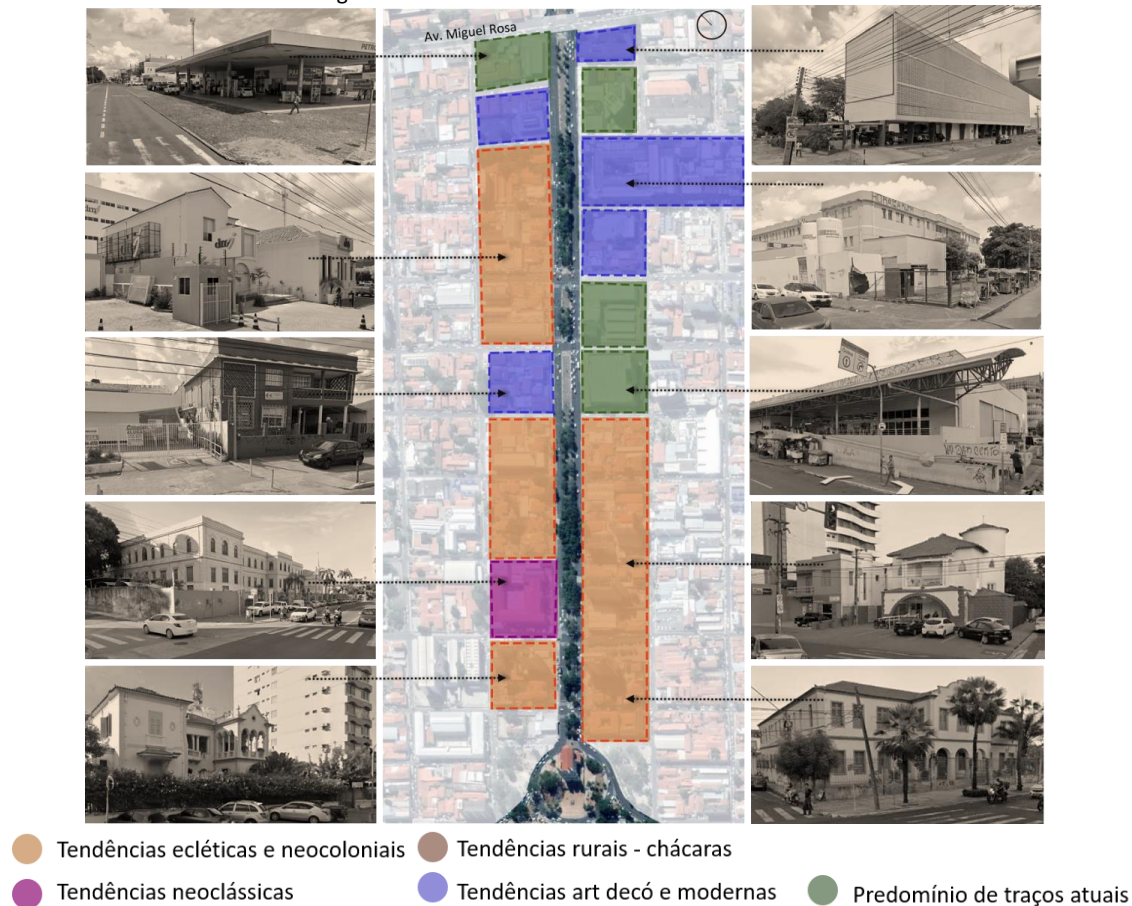 Av. Miguel Rosa
Tendências ecléticas e neocoloniais
Tendências rurais - chácaras
Tendências neoclássicas
Tendências art decó e modernas
Predomínio de traços atuais